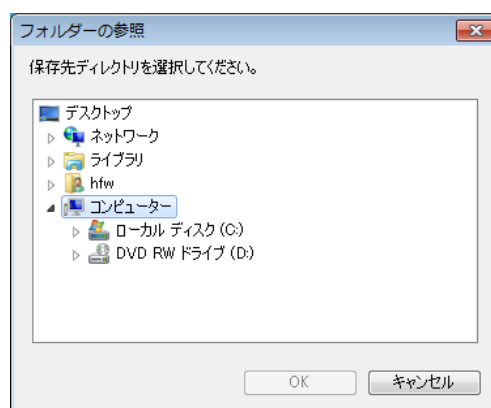 フォルダーの参照
保存先ディレクトリを選択してください。
デスクトップ
ネットワーク
ライブラリ
hfw
コンピューター
ローカル ディスク (C:)
DVD RW ドライブ (D:)
OK キャンセル